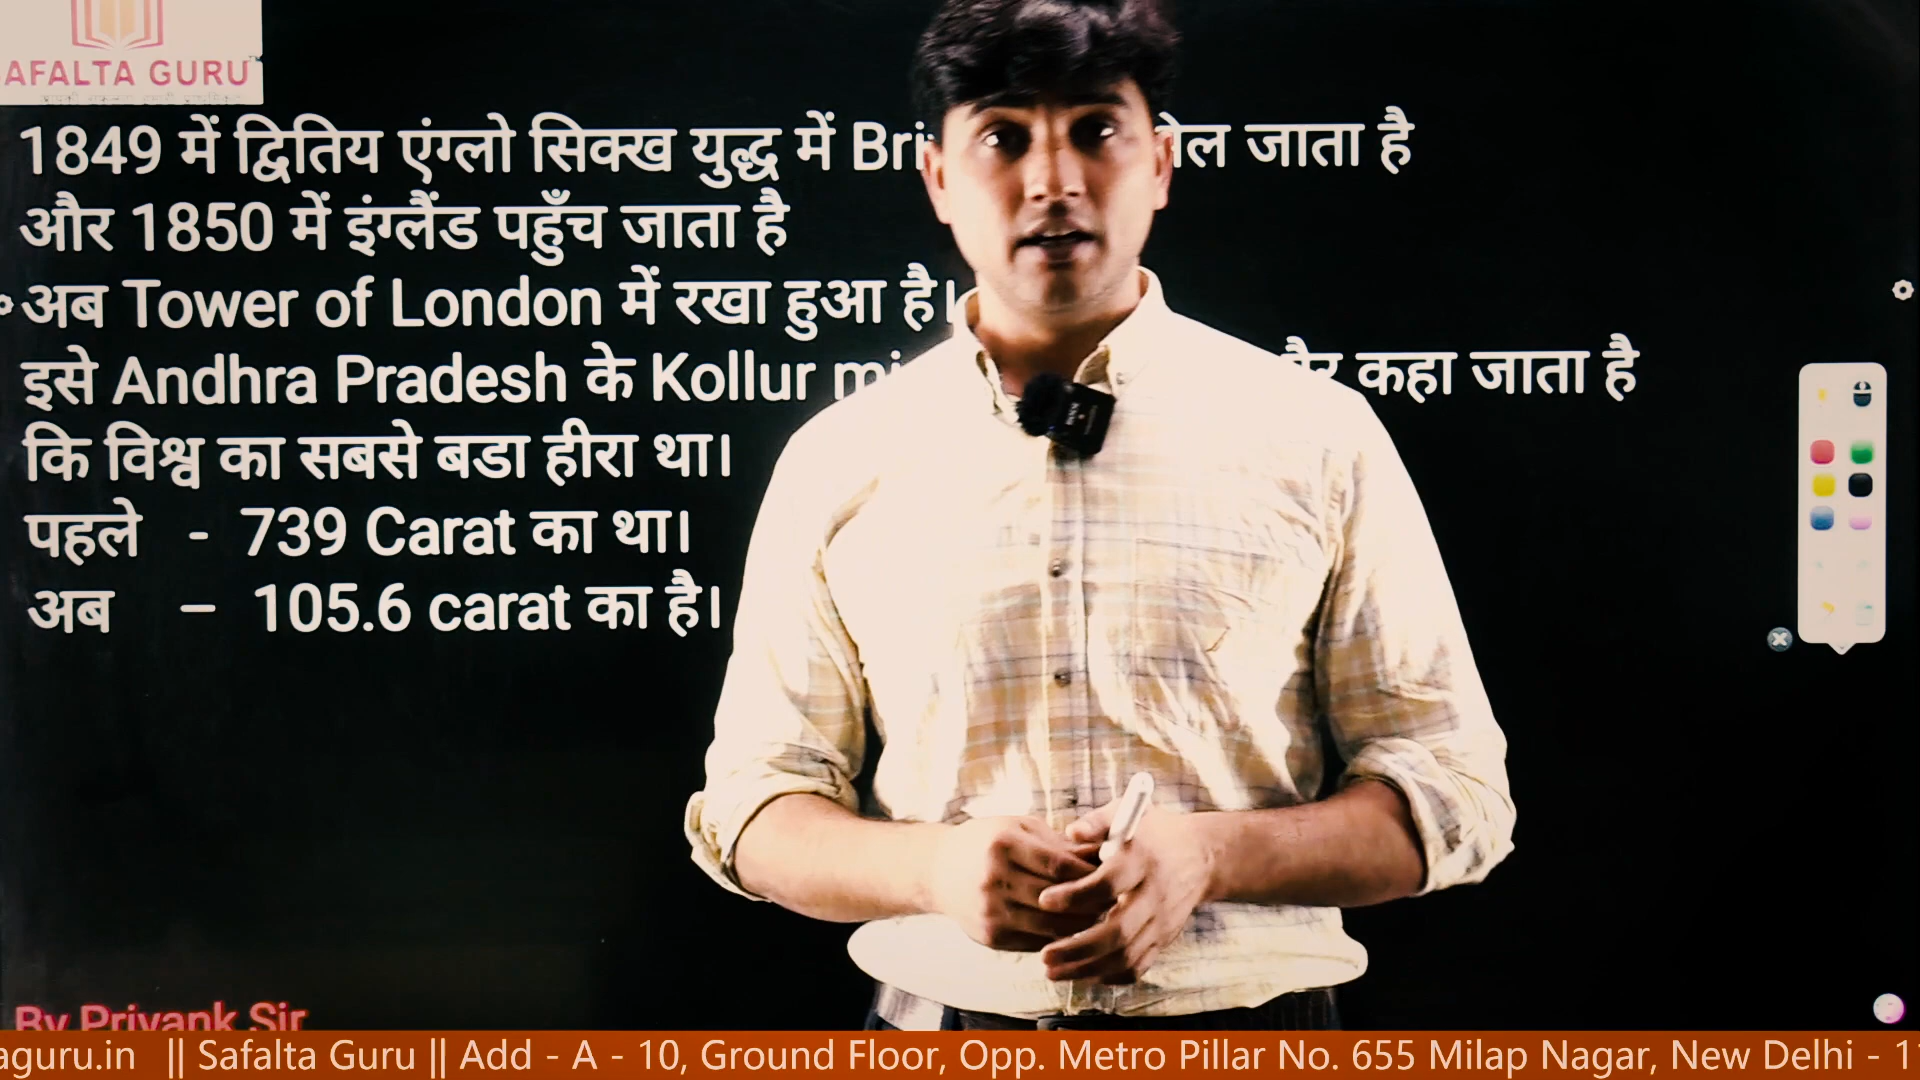 AFALTA GURU
1849 में द्वितिय एंग्लो सिक्ख युद्ध में जाता है
और 1850 में इंग्लैंड पहुँच जाता है
अब Tower of London में रखा हुआ है।
इसे Andhra Pradesh के Kollur कहा जाता है
कि विश्व का सबसे बडा हीरा था।
पहले - 739 Carat का था।
अब – 105.6 carat का है।
By Priyank Sir
aguru.in || Safalta Guru || Add - A - 10, Ground Floor, Opp. Metro Pillar No. 655 Milap Nagar, New Delhi - 1